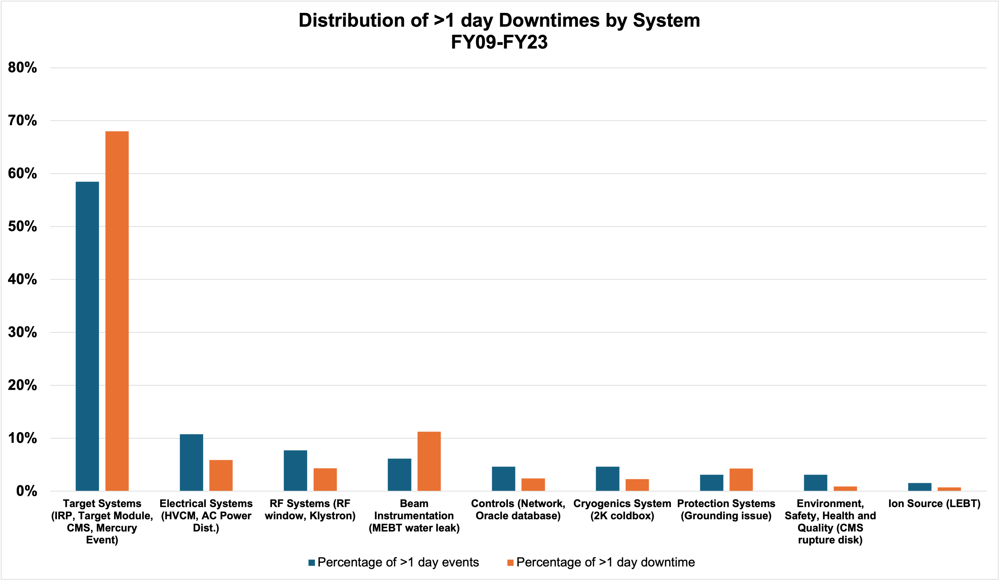 Distribution of >1 day Downtimes by System
FY09-FY23
80%
70%
60%
50%
40%
30%
20%
10%
0%
Target Systems
(IRP, Target Module,
CMS, Mercury
Event)
Electrical Systems
(HVCM, AC Power
Dist.)
RF Systems (RF
window, Klystron)
Beam
Instrumentation
(MEBT water leak)
Controls (Network,
Oracle database)
Cryogenics System
(2K coldbox)
Protection Systems
(Grounding issue)
Environment,
Safety, Health and
Quality (CMS
rupture disk)
Ion Source (LEBT)
Percentage of >1 day events
Percentage of >1 day downtime